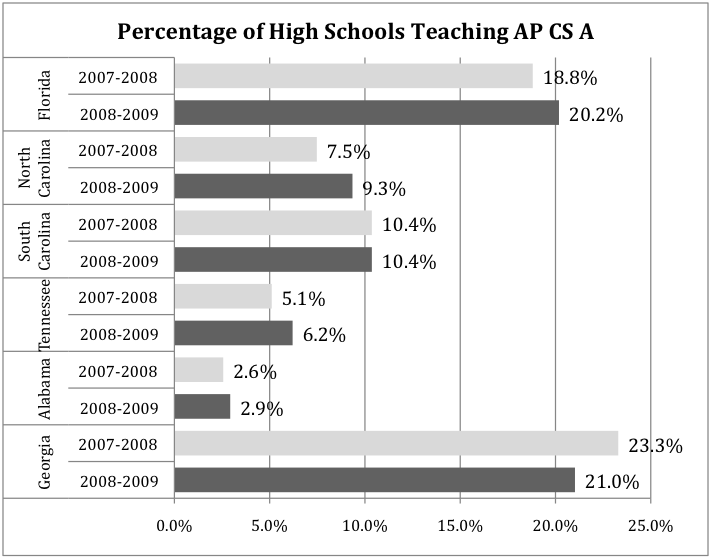 Percentage of High Schools Teaching AP CS A
Florida
2007-2008
18.8%
2008-2009
20.2%
North
Carolina
2007-2008
7.5%
2008-2009
9.3%
South
Carolina
2007-2008
10.4%
2008-2009
10.4%
Tennessee
2007-2008
5.1%
2008-2009
6.2%
Alabama
2007-2008
2.6%
2008-2009
2.9%
Georgia
2007-2008
23.3%
2008-2009
21.0%
0.0% 5.0% 10.0% 15.0% 20.0% 25.0%